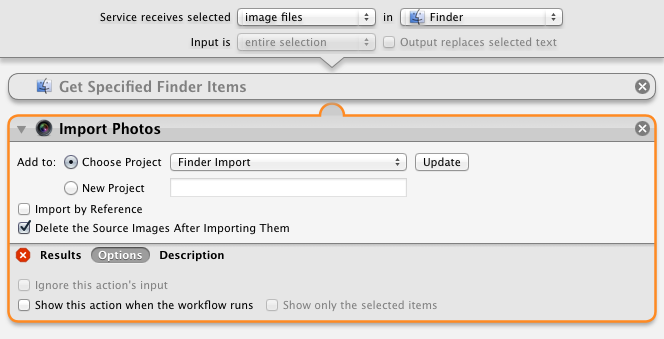 Service receives selected image files in Finder
Input is entire selection Output replaces selected text
Get Specified Finder Items
Import Photos
Add to: Choose Project Finder Import Update
New Project
Import by Reference
Delete the Source Images After Importing Them
Results Options Description
Ignore this action's input
Show this action when the workflow runs Show only the selected items